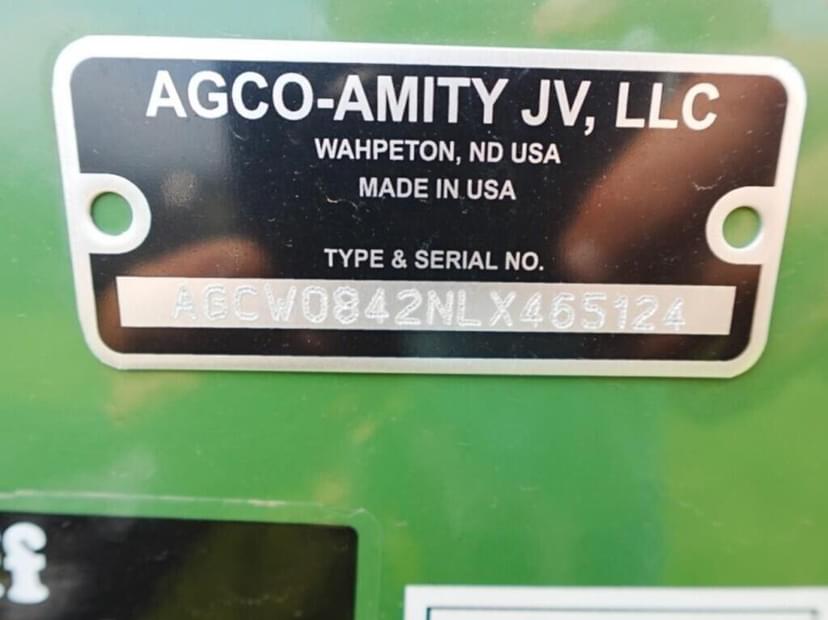 AGCO-AMITY JV, LLC
WAHPETON, ND USA
MADE IN USA
TYPE & SERIAL NO.
AGCW0842NLX465124
f